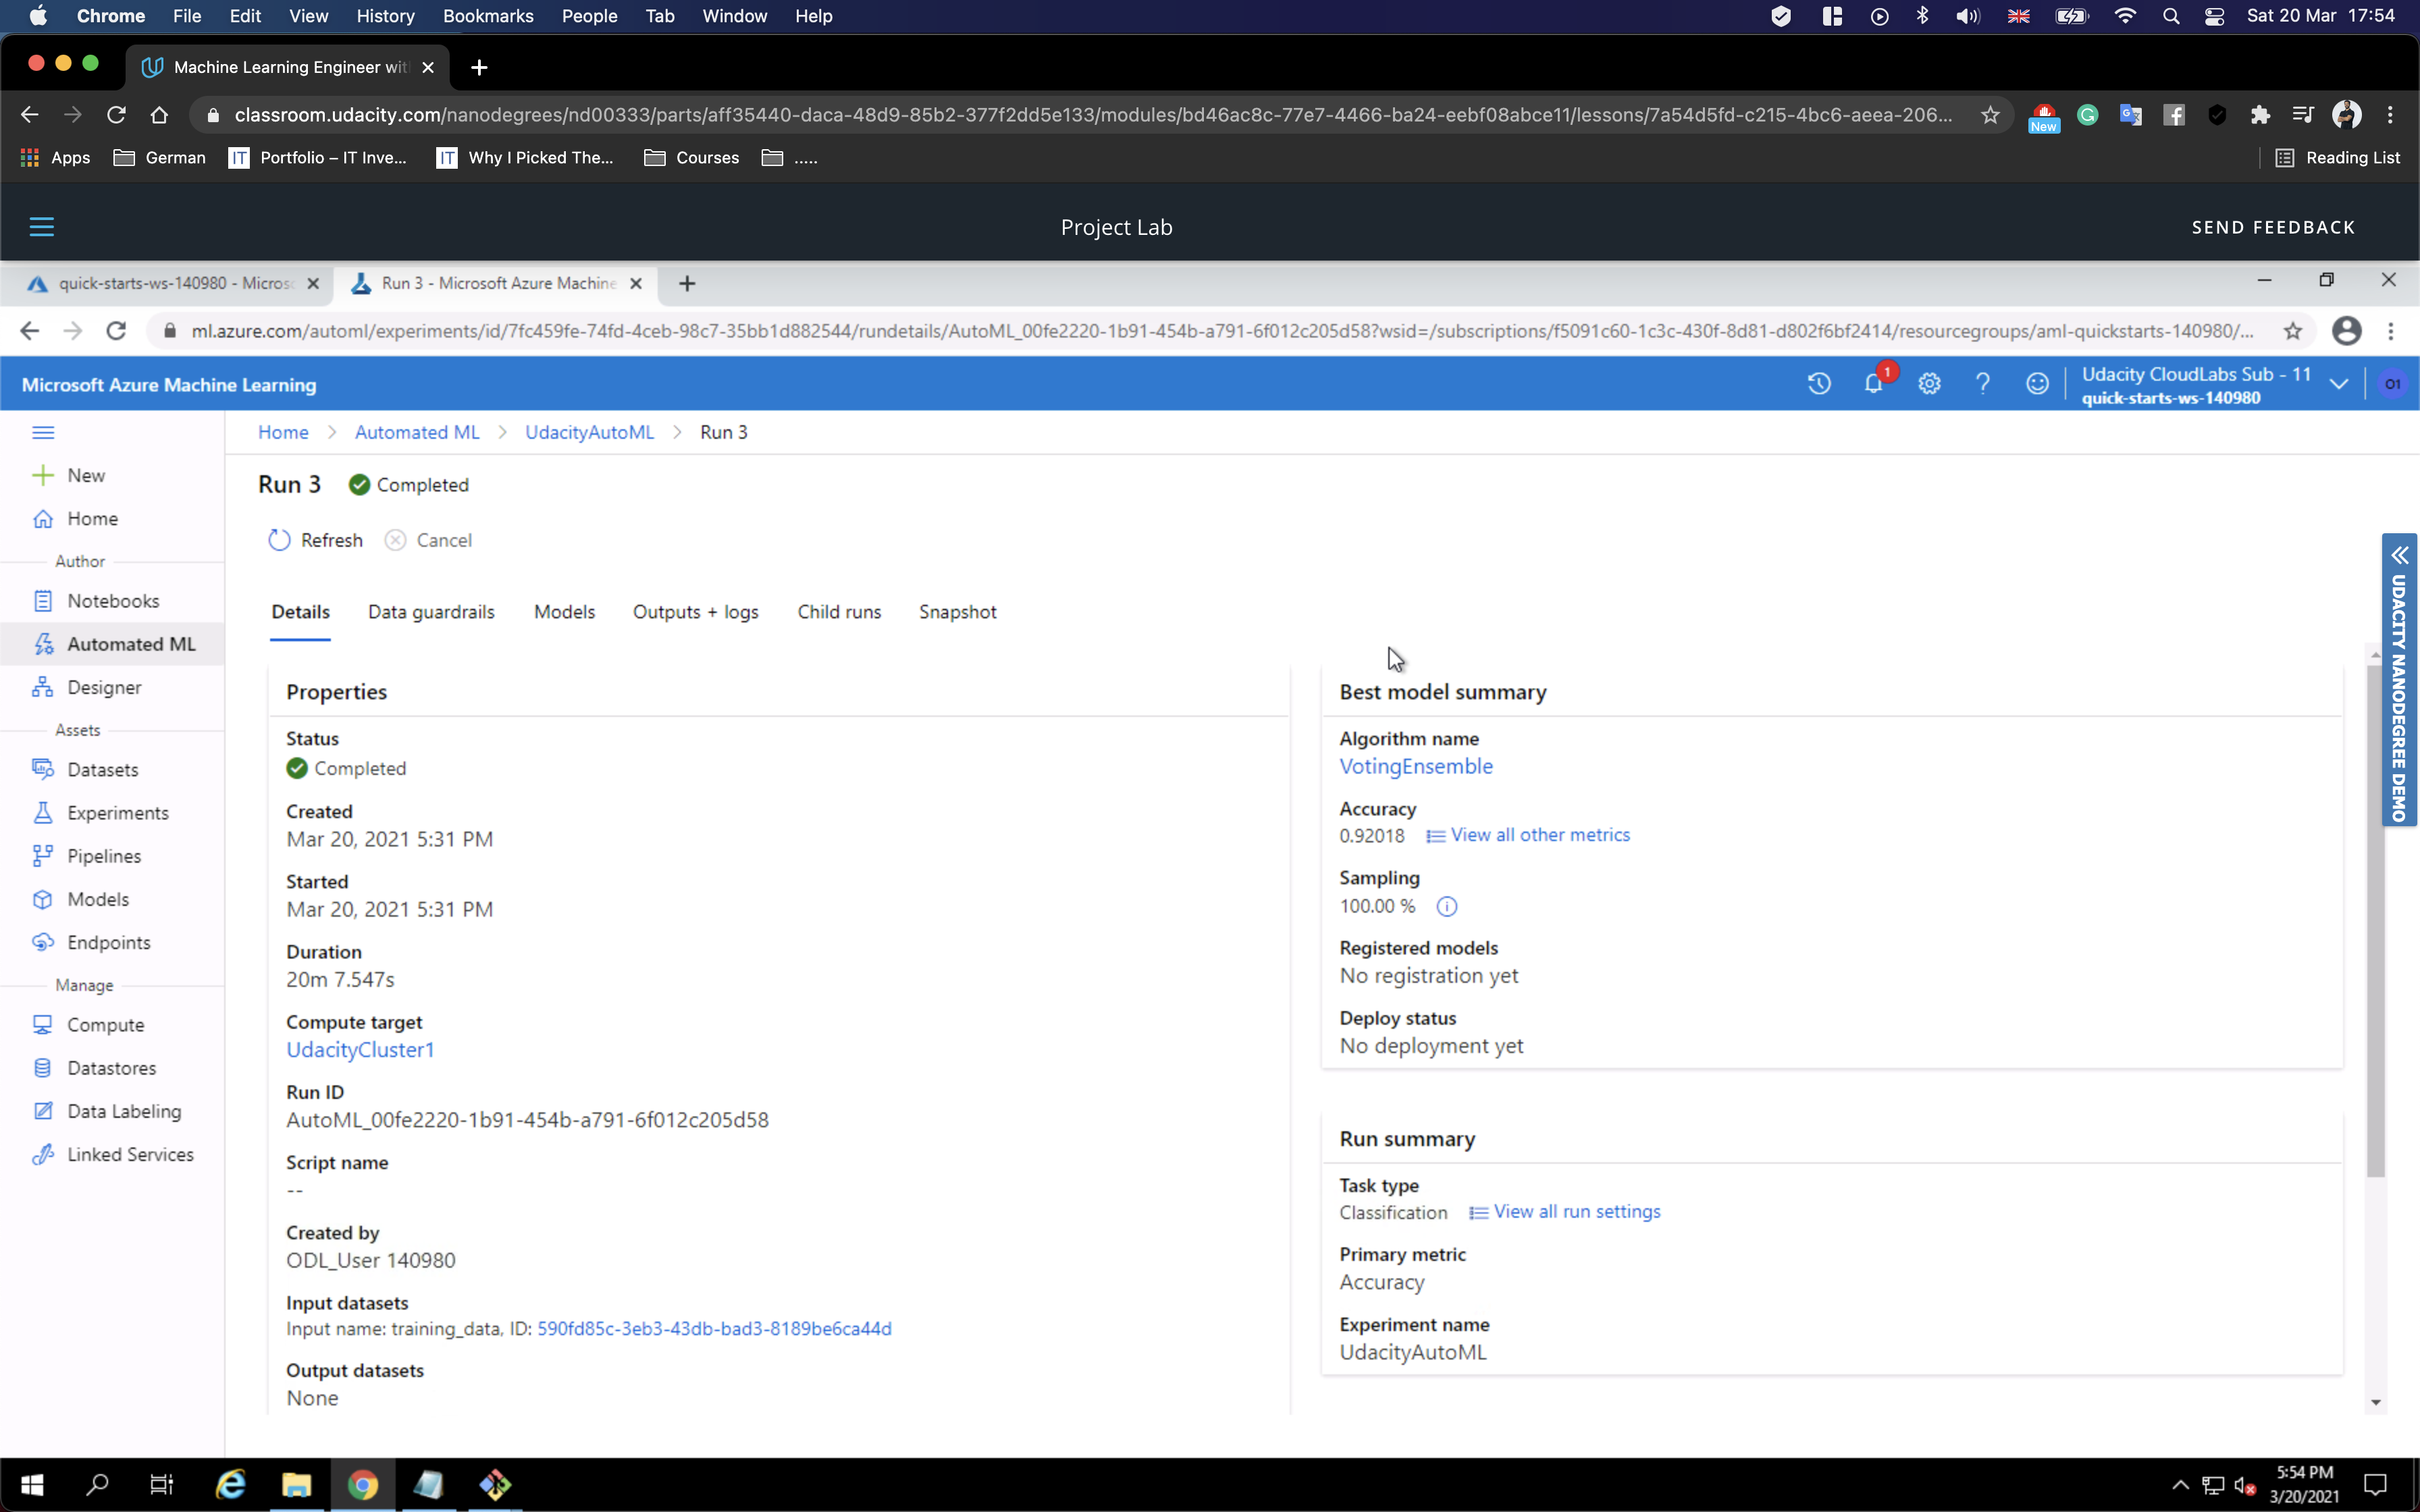 Chrome File Edit View History Bookmarks People Tab Window Help Sat 20 Mar 17:54
Machine Learning Engineer wit
classroom.udacity.com/nanodegrees/nd00333/parts/aff35440-daca-48d9-85b2-377f2dd5e133/modules/bd46ac8c-77e7-4466-ba24-eebf08abce11/lessons/7a54d5fd-c215-4bc6-aeea-206...
New
Apps German IT Portfolio – IT Inve... IT Why I Picked The... Courses ..... Reading List
Project Lab SEND FEEDBACK
quick-starts-ws-140980 - Micros Run 3 - Microsoft Azure Machine
ml.azure.com/automl/experiments/id/7fc459fe-74fd-4ceb-98c7-35bb1d882544/rundetails/AutoML_00fe2220-1b91-454b-a791-6f012c205d58?wsid=/subscriptions/f5091c60-1c3c-430f-8d81-d802f6bf2414/resourcegroups/aml-quickstarts-140980/...
Microsoft Azure Machine Learning 1 Udacity CloudLabs Sub - 11 O1
quick-starts-ws-140980
Home > Automated ML > UdacityAutoML > Run 3
New
Home
Author
Notebooks
Automated ML
Designer
Assets
Datasets
Experiments
Pipelines
Models
Endpoints
Manage
Compute
Datastores
Data Labeling
Linked Services
Run 3 Completed
Refresh Cancel
Details Data guardrails Models Outputs + logs Child runs Snapshot
Properties
Status
Completed
Created
Mar 20, 2021 5:31 PM
Started
Mar 20, 2021 5:31 PM
Duration
20m 7.547s
Compute target
UdacityCluster1
Run ID
AutoML_00fe2220-1b91-454b-a791-6f012c205d58
Script name
--
Created by
ODL_User 140980
Input datasets
Input name: training_data, ID: 590fd85c-3eb3-43db-bad3-8189be6ca44d
Output datasets
None
Best model summary
Algorithm name
VotingEnsemble
Accuracy
0.92018 View all other metrics
Sampling
100.00 %
Registered models
No registration yet
Deploy status
No deployment yet
Run summary
Task type
Classification View all run settings
Primary metric
Accuracy
Experiment name
UdacityAutoML
UDACITY NANODEGREE DEMO
5:54 PM
3/20/2021